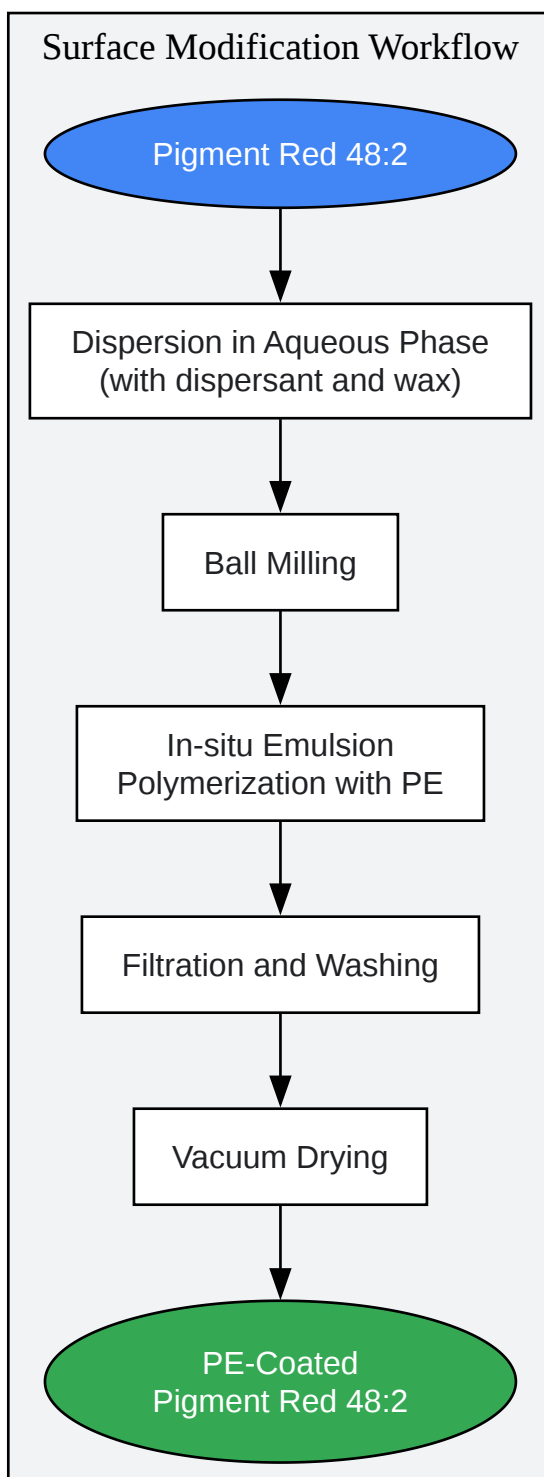 Surface Modification Workflow
Pigment Red 48:2
Dispersion in Aqueous Phase
(with dispersant and wax)
Ball Milling
In-situ Emulsion
Polymerization with PE
Filtration and Washing
Vacuum Drying
PE-Coated
Pigment Red 48:2